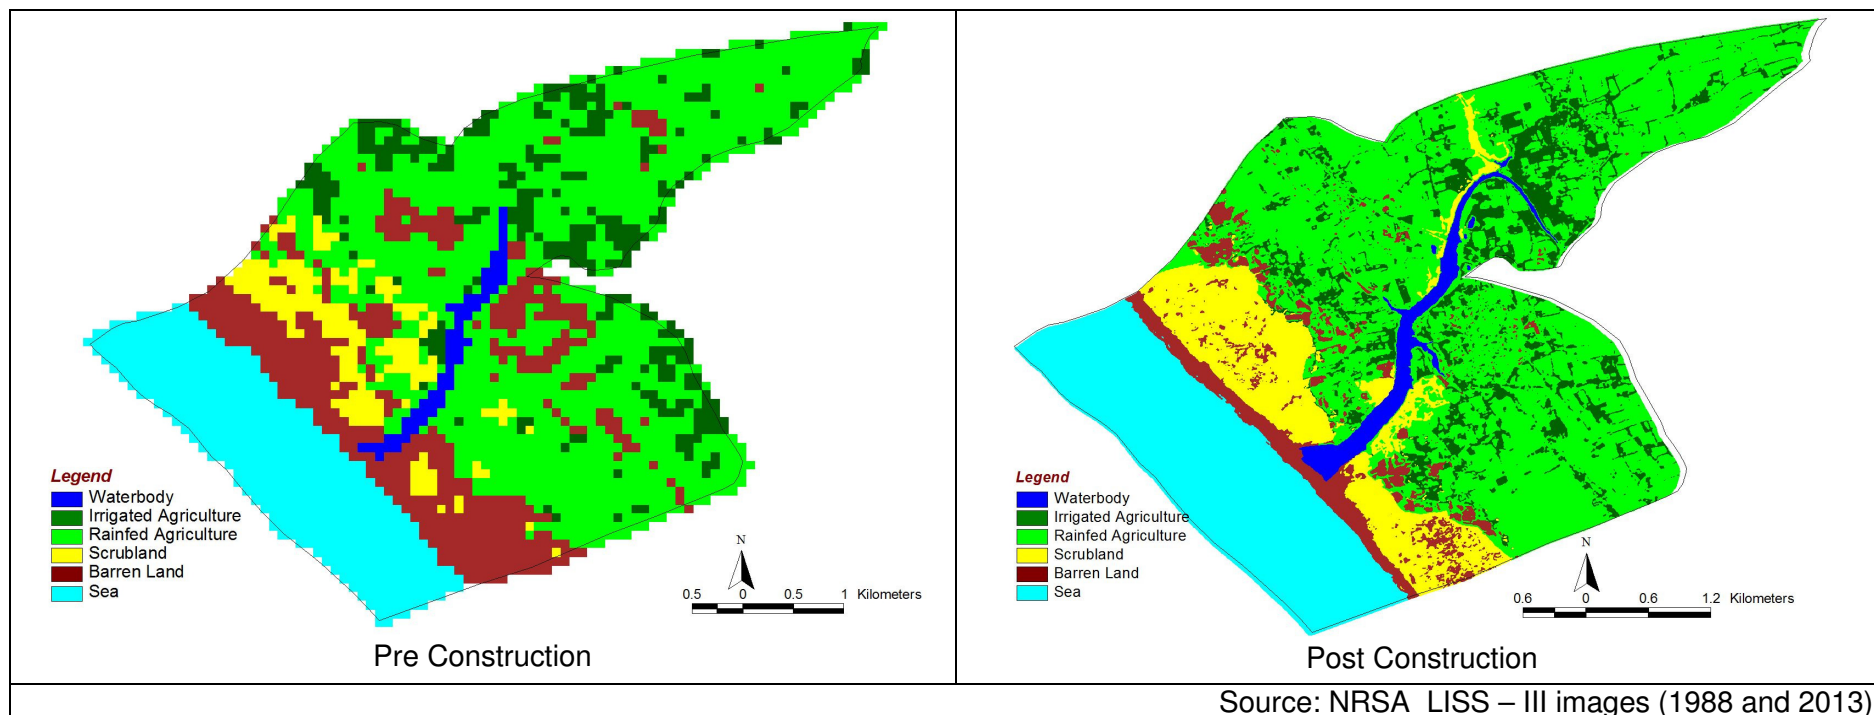 Legend
Waterbody
Irrigated Agriculture
Rainfed Agriculture
Scrubland
Barren Land
Sea
N
0.5 0 0.5 1 Kilometers
Pre Construction
Legend
Waterbody
Irrigated Agriculture
Rainfed Agriculture
Scrubland
Barren Land
Sea
N
0.6 0 0.6 1.2 Kilometers
Post Construction
Source: NRSA LISS – III images (1988 and 2013)